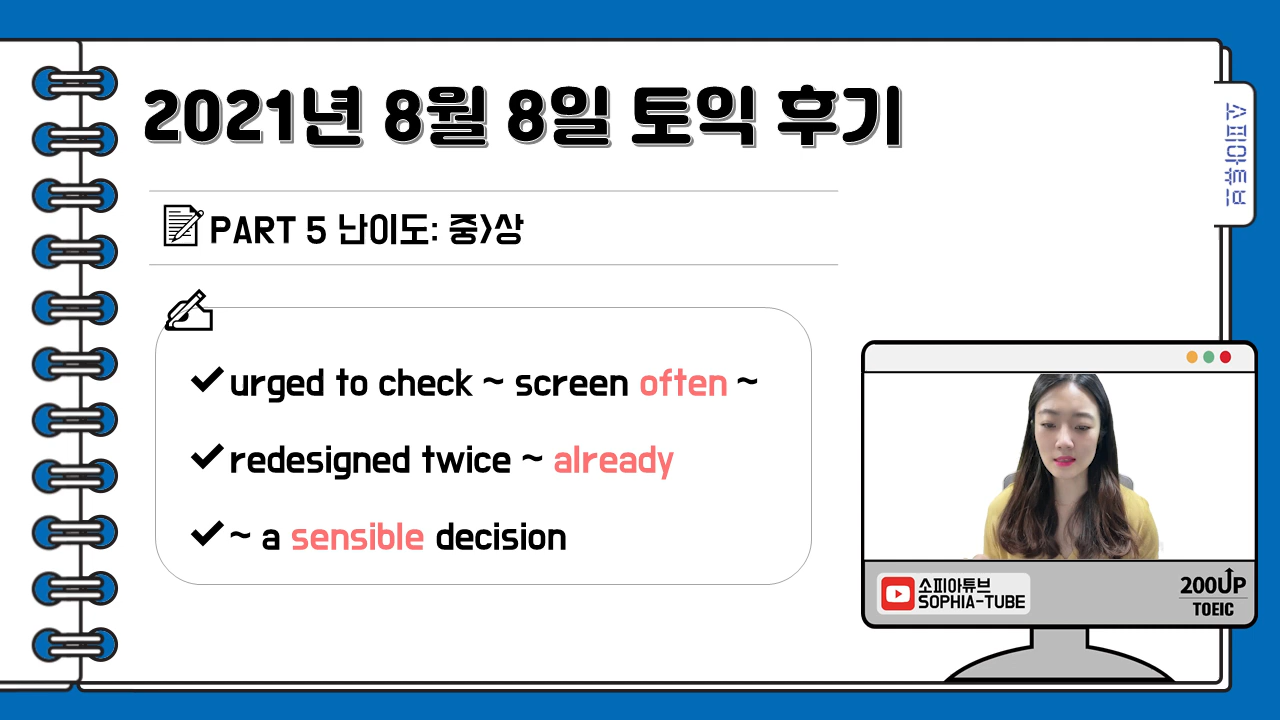 2021년 8월 8일 토익 후기
소피아튜브
PART 5 난이도: 중>상
urged to check ~ screen often ~
redesigned twice ~ already
~ a sensible decision
소피아튜브
SOPHIA-TUBE
200UP
TOEIC